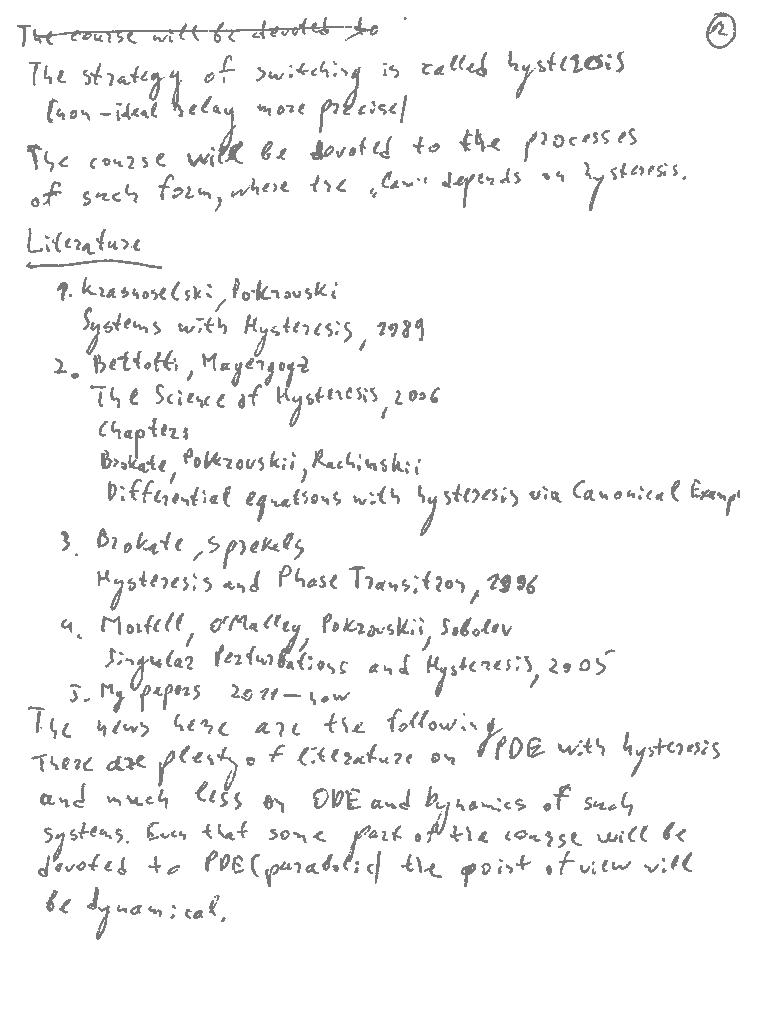 The course will be devoted to
2
The strategy of switching is called hysteresis
(non-ideal relay more precise)
The course will be devoted to the processes
of such form, where the "law" depends on hysteresis.
Literature
1. Krasnoselski, Pokrovski
Systems with Hysteresis, 1989
2. Bettotti, Mayergoyz
The Science of Hysteresis, 2006
Chapters
Brokate, Pokrovskii, Rachinskii
Differential equations with hysteresis via Canonical Exampl
3. Brokate, Sprekels
Hysteresis and Phase Transition, 1996
4. Mortell, O'Malley, Pokrovskii, Sobolev
Singular Perturbations and Hysteresis, 2005
5. My papers 2011 - now
The news here are the following
There are plenty of literature on PDE with hysteresis
and much less on ODE and Dynamics of such
systems. Even that some part of the course will be
devoted to PDE (parabolic) the point of view will
be dynamical.